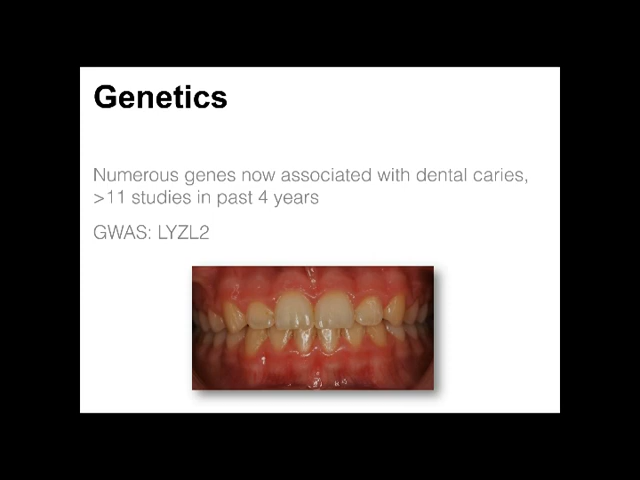 Genetics
Numerous genes now associated with dental caries,
>11 studies in past 4 years
GWAS: LYZL2